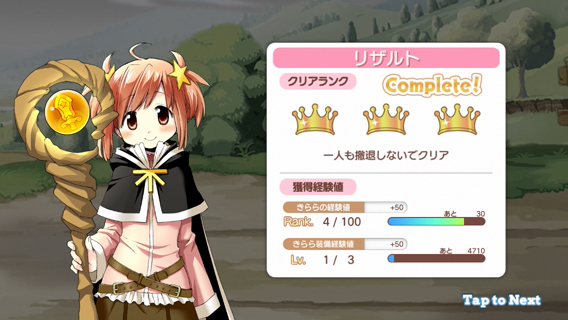 リザルト
クリアランク
Complete!
一人も撤退しないでクリア
獲得経験値
きららの経験値 +50
Rank. 4 / 100 あと 30
きらら装備経験値 +50
Lv. 1 / 3 あと 4710
Tap to Next